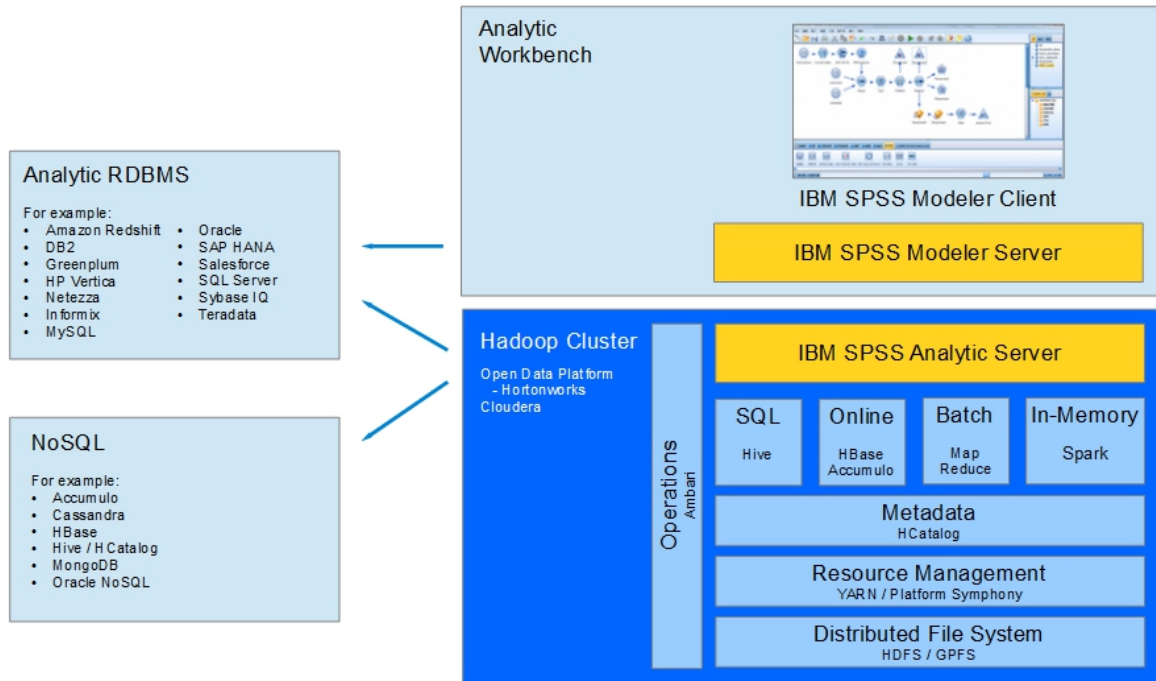 Analytic
Workbench
IBM SPSS Modeler Client
IBM SPSS Modeler Server
Analytic RDBMS
For example:
• Amazon Redshift
• DB2
• Greenplum
• HP Vertica
• Netezza
• Informix
• MySQL
• Oracle
• SAP HANA
• Salesforce
• SQL Server
• Sybase IQ
• Teradata
NoSQL
For example:
• Accumulo
• Cassandra
• HBase
• Hive / HCatalog
• MongoDB
• Oracle NoSQL
Hadoop Cluster
Open Data Platform
- Hortonworks
Cloudera
Operations
Ambari
IBM SPSS Analytic Server
SQL
Hive
Online
HBase
Accumulo
Batch
Map
Reduce
In-Memory
Spark
Metadata
HCatalog
Resource Management
YARN / Platform Symphony
Distributed File System
HDFS / GPFS